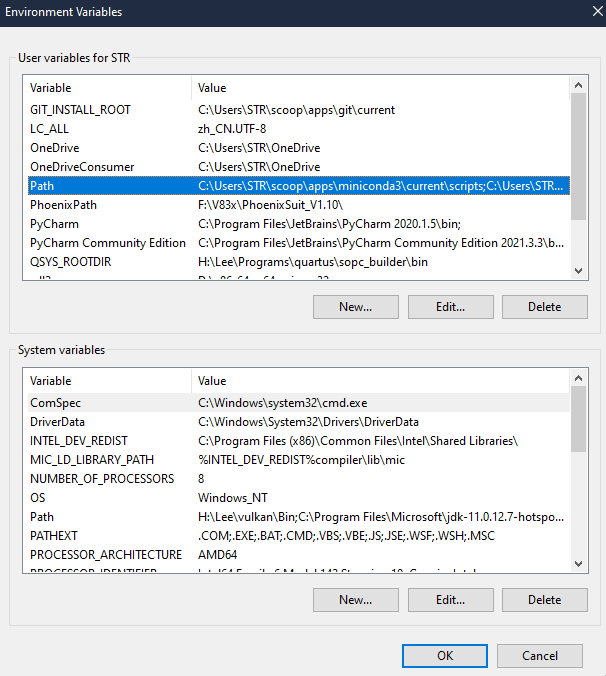 Environment Variables
User variables for STR
Variable Value
GIT_INSTALL_ROOT C:\Users\STR\scoop\apps\git\current
LC_ALL zh_CN.UTF-8
OneDrive C:\Users\STR\OneDrive
OneDriveConsumer C:\Users\STR\OneDrive
Path C:\Users\STR\scoop\apps\miniconda3\current\scripts;C:\Users\STR...
PhoenixPath F:\V83x\PhoenixSuit_V1.10\
PyCharm C:\Program Files\JetBrains\PyCharm 2020.1.5\bin;
PyCharm Community Edition C:\Program Files\JetBrains\PyCharm Community Edition 2021.3.3\b...
QSYS_ROOTDIR H:\Lee\Programs\quartus\sopc_builder\bin
New... Edit... Delete
System variables
Variable Value
ComSpec C:\Windows\system32\cmd.exe
DriverData C:\Windows\System32\Drivers\DriverData
INTEL_DEV_REDIST C:\Program Files (x86)\Common Files\Intel\Shared Libraries\
MIC_LD_LIBRARY_PATH %INTEL_DEV_REDIST%compiler\lib\mic
NUMBER_OF_PROCESSORS 8
OS Windows_NT
Path H:\Lee\vulkan\Bin;C:\Program Files\Microsoft\jdk-11.0.12.7-hotspo...
PATHEXT .COM;.EXE;.BAT;.CMD;.VBS;.VBE;.JS;.JSE;.WSF;.WSH;.MSC
PROCESSOR_ARCHITECTURE AMD64
New... Edit... Delete
OK Cancel